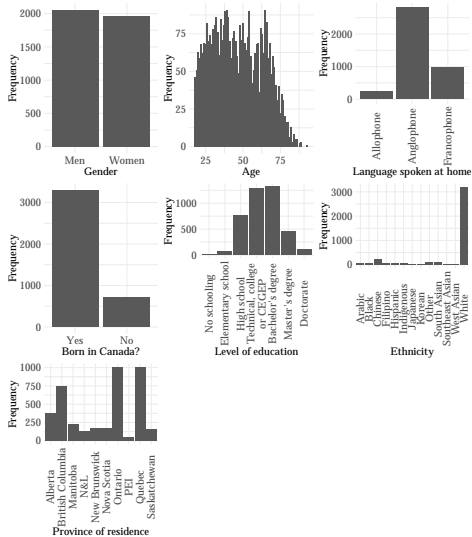 Frequency
2000
1500
1000
500
0
Men
Women
Gender
Frequency
75
50
25
0
25
50
75
Age
Frequency
2000
1000
0
Allophone
Anglophone
Francophone
Language spoken at home
Frequency
3000
2000
1000
0
Yes
No
Born in Canada?
Frequency
1000
500
0
No schooling
Elementary school
High school
Technical, college
or CEGEP
Bachelor's degree
Master's degree
Doctorate
Level of education
Frequency
3000
2000
1000
0
Arabic
Black
Chinese
Filipino
Hispanic
Indigenous
Japanese
Korean
Other
South Asian
Southeast Asian
West Asian
White
Ethnicity
Frequency
1000
750
500
250
0
Alberta
British Columbia
Manitoba
N&L
New Brunswick
Nova Scotia
Ontario
PEI
Quebec
Saskatchewan
Province of residence